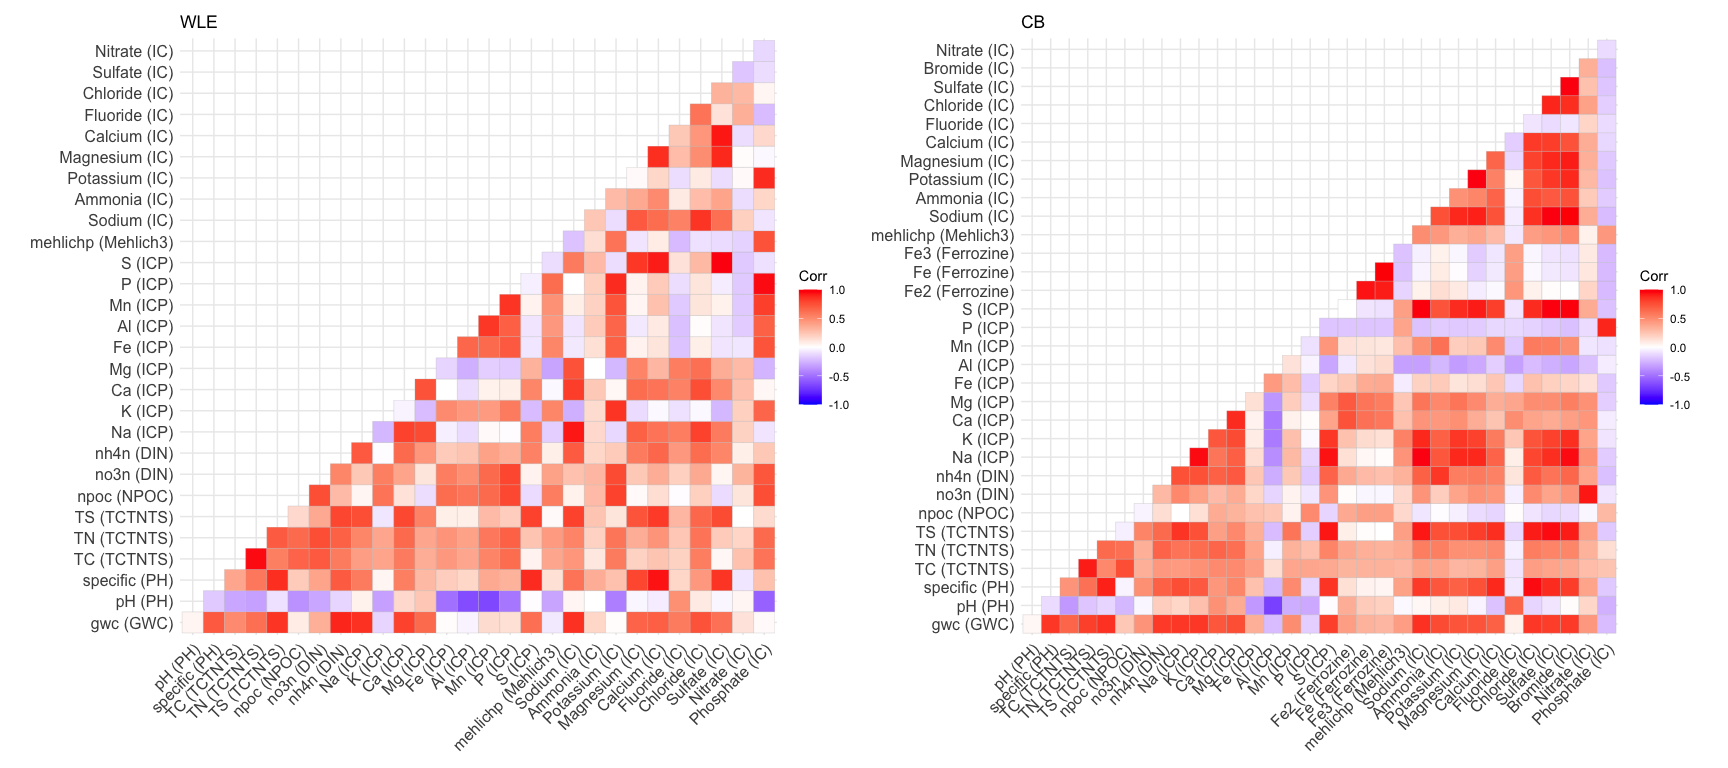 WLE
Nitrate (IC)
Sulfate (IC)
Chloride (IC)
Fluoride (IC)
Calcium (IC)
Magnesium (IC)
Potassium (IC)
Ammonia (IC)
Sodium (IC)
mehlichp (Mehlich3)
S (ICP)
P (ICP)
Mn (ICP)
Al (ICP)
Fe (ICP)
Mg (ICP)
Ca (ICP)
K (ICP)
Na (ICP)
nh4n (DIN)
no3n (DIN)
npoc (NPOC)
TS (TCTNTS)
TN (TCTNTS)
TC (TCTNTS)
specific (PH)
pH (PH)
gwc (GWC)
pH (PH)
specific (PH)
TC (TCTNTS)
TN (TCTNTS)
TS (TCTNTS)
npoc (NPOC)
no3n (DIN)
nh4n (DIN)
Na (ICP)
K (ICP)
Ca (ICP)
Mg (ICP)
Fe (ICP)
Al (ICP)
Mn (ICP)
P (ICP)
S (ICP)
mehlichp (Mehlich3)
Sodium (IC)
Ammonia (IC)
Potassium (IC)
Magnesium (IC)
Calcium (IC)
Fluoride (IC)
Chloride (IC)
Sulfate (IC)
Nitrate (IC)
Phosphate (IC)
Corr
1.0
0.5
0.0
-0.5
-1.0
CB
Nitrate (IC)
Bromide (IC)
Sulfate (IC)
Chloride (IC)
Fluoride (IC)
Calcium (IC)
Magnesium (IC)
Potassium (IC)
Ammonia (IC)
Sodium (IC)
mehlichp (Mehlich3)
Fe3 (Ferrozine)
Fe (Ferrozine)
Fe2 (Ferrozine)
S (ICP)
P (ICP)
Mn (ICP)
Al (ICP)
Fe (ICP)
Mg (ICP)
Ca (ICP)
K (ICP)
Na (ICP)
nh4n (DIN)
no3n (DIN)
npoc (NPOC)
TS (TCTNTS)
TN (TCTNTS)
TC (TCTNTS)
specific (PH)
pH (PH)
gwc (GWC)
pH (PH)
specific (PH)
TC (TCTNTS)
TN (TCTNTS)
TS (TCTNTS)
npoc (NPOC)
no3n (DIN)
nh4n (DIN)
Na (ICP)
K (ICP)
Ca (ICP)
Mg (ICP)
Fe (ICP)
Al (ICP)
Mn (ICP)
P (ICP)
S (ICP)
Fe2 (Ferrozine)
Fe (Ferrozine)
Fe3 (Ferrozine)
mehlichp (Mehlich3)
Sodium (IC)
Ammonia (IC)
Potassium (IC)
Magnesium (IC)
Calcium (IC)
Fluoride (IC)
Chloride (IC)
Sulfate (IC)
Bromide (IC)
Nitrate (IC)
Phosphate (IC)
Corr
1.0
0.5
0.0
-0.5
-1.0